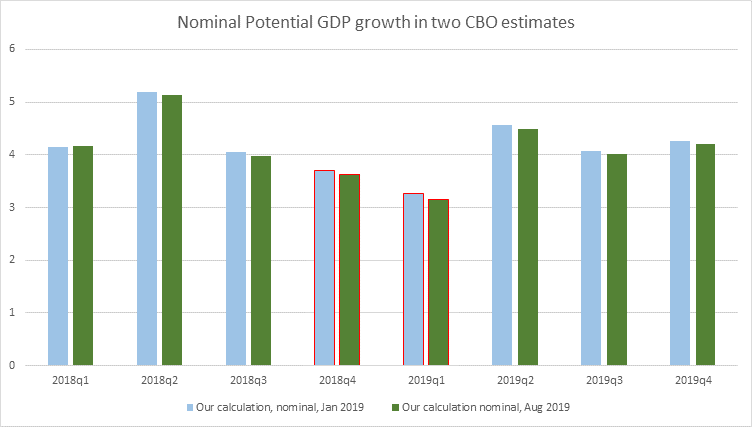 Nominal Potential GDP growth in two CBO estimates
6
5
4
3
2
1
0
2018q1 2018q2 2018q3 2018q4 2019q1 2019q2 2019q3 2019q4
Our calculation, nominal, Jan 2019 Our calculation nominal, Aug 2019